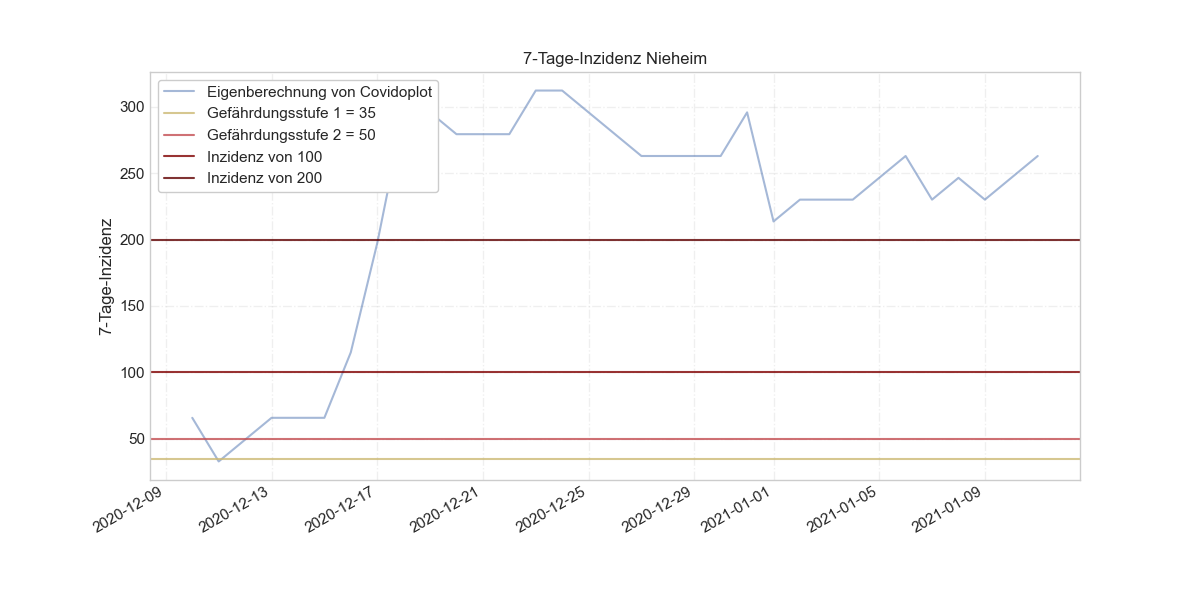 7-Tage-Inzidenz Nieheim
Eigenberechnung von Covidoplot
Gefährdungsstufe 1 = 35
Gefährdungsstufe 2 = 50
Inzidenz von 100
Inzidenz von 200
7-Tage-Inzidenz
300
250
200
150
100
50
2020-12-09
2020-12-13
2020-12-17
2020-12-21
2020-12-25
2020-12-29
2021-01-01
2021-01-05
2021-01-09